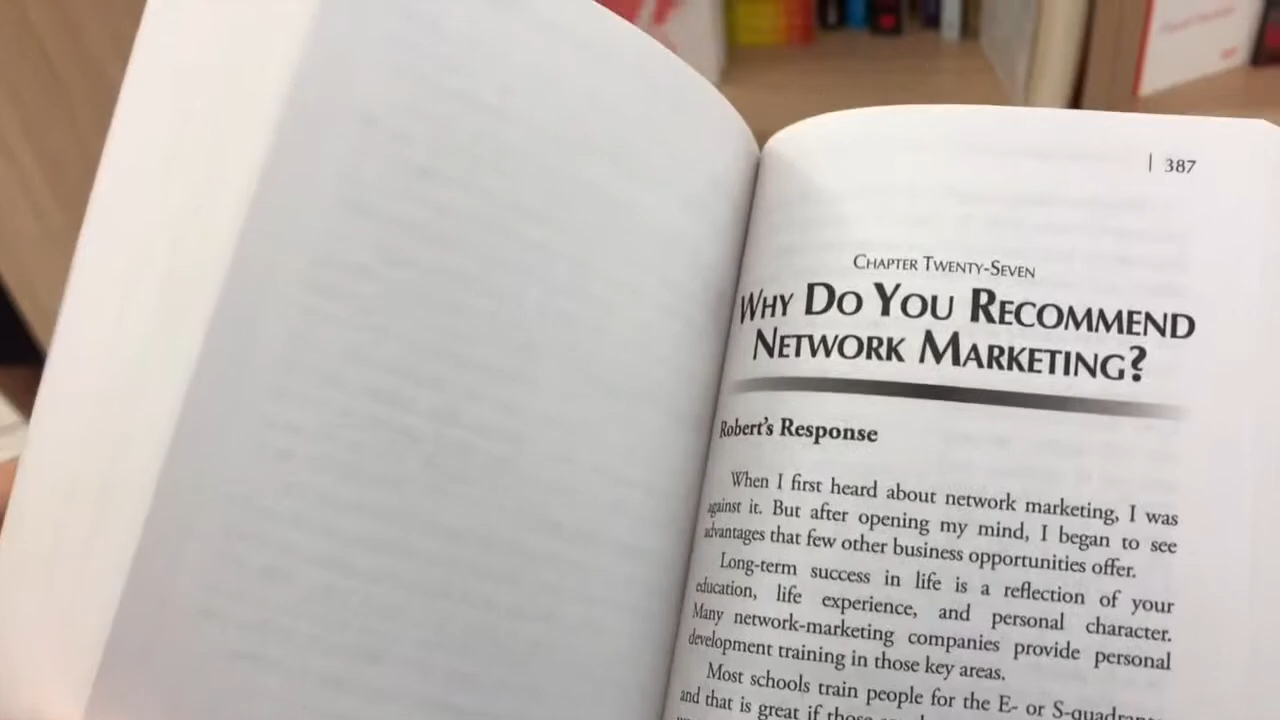 387
Chapter Twenty-Seven
Why Do You Recommend
Network Marketing?
Robert's Response
When I first heard about network marketing, I was
against it. But after opening my mind, I began to see
advantages that few other business opportunities offer.
Long-term success in life is a reflection of your
education, life experience, and personal character.
Many network-marketing companies provide personal
development training in those key areas.
Most schools train people for the E- or S-quadrants
and that is great if those